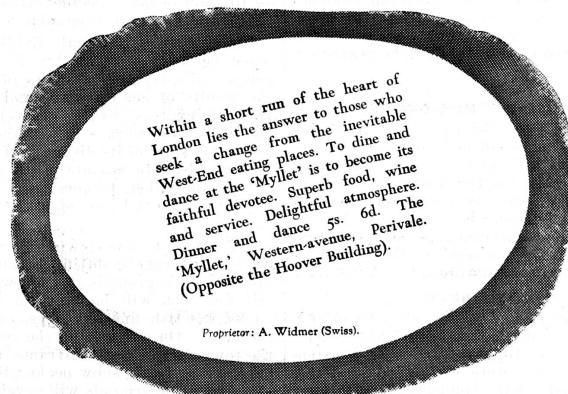 Within a short run of the heart of
London lies the answer to those who
seek a change from the inevitable
West-End eating places. To dine and
dance at the ‘Myllet’ is to become its
faithful devotee. Superb food, wine
and service. Delightful atmosphere.
Dinner and dance 5s. 6d. The
‘Myllet,’ Western-avenue, Perivale.
(Opposite the Hoover Building).
Proprietor: A. Widmer (Swiss).